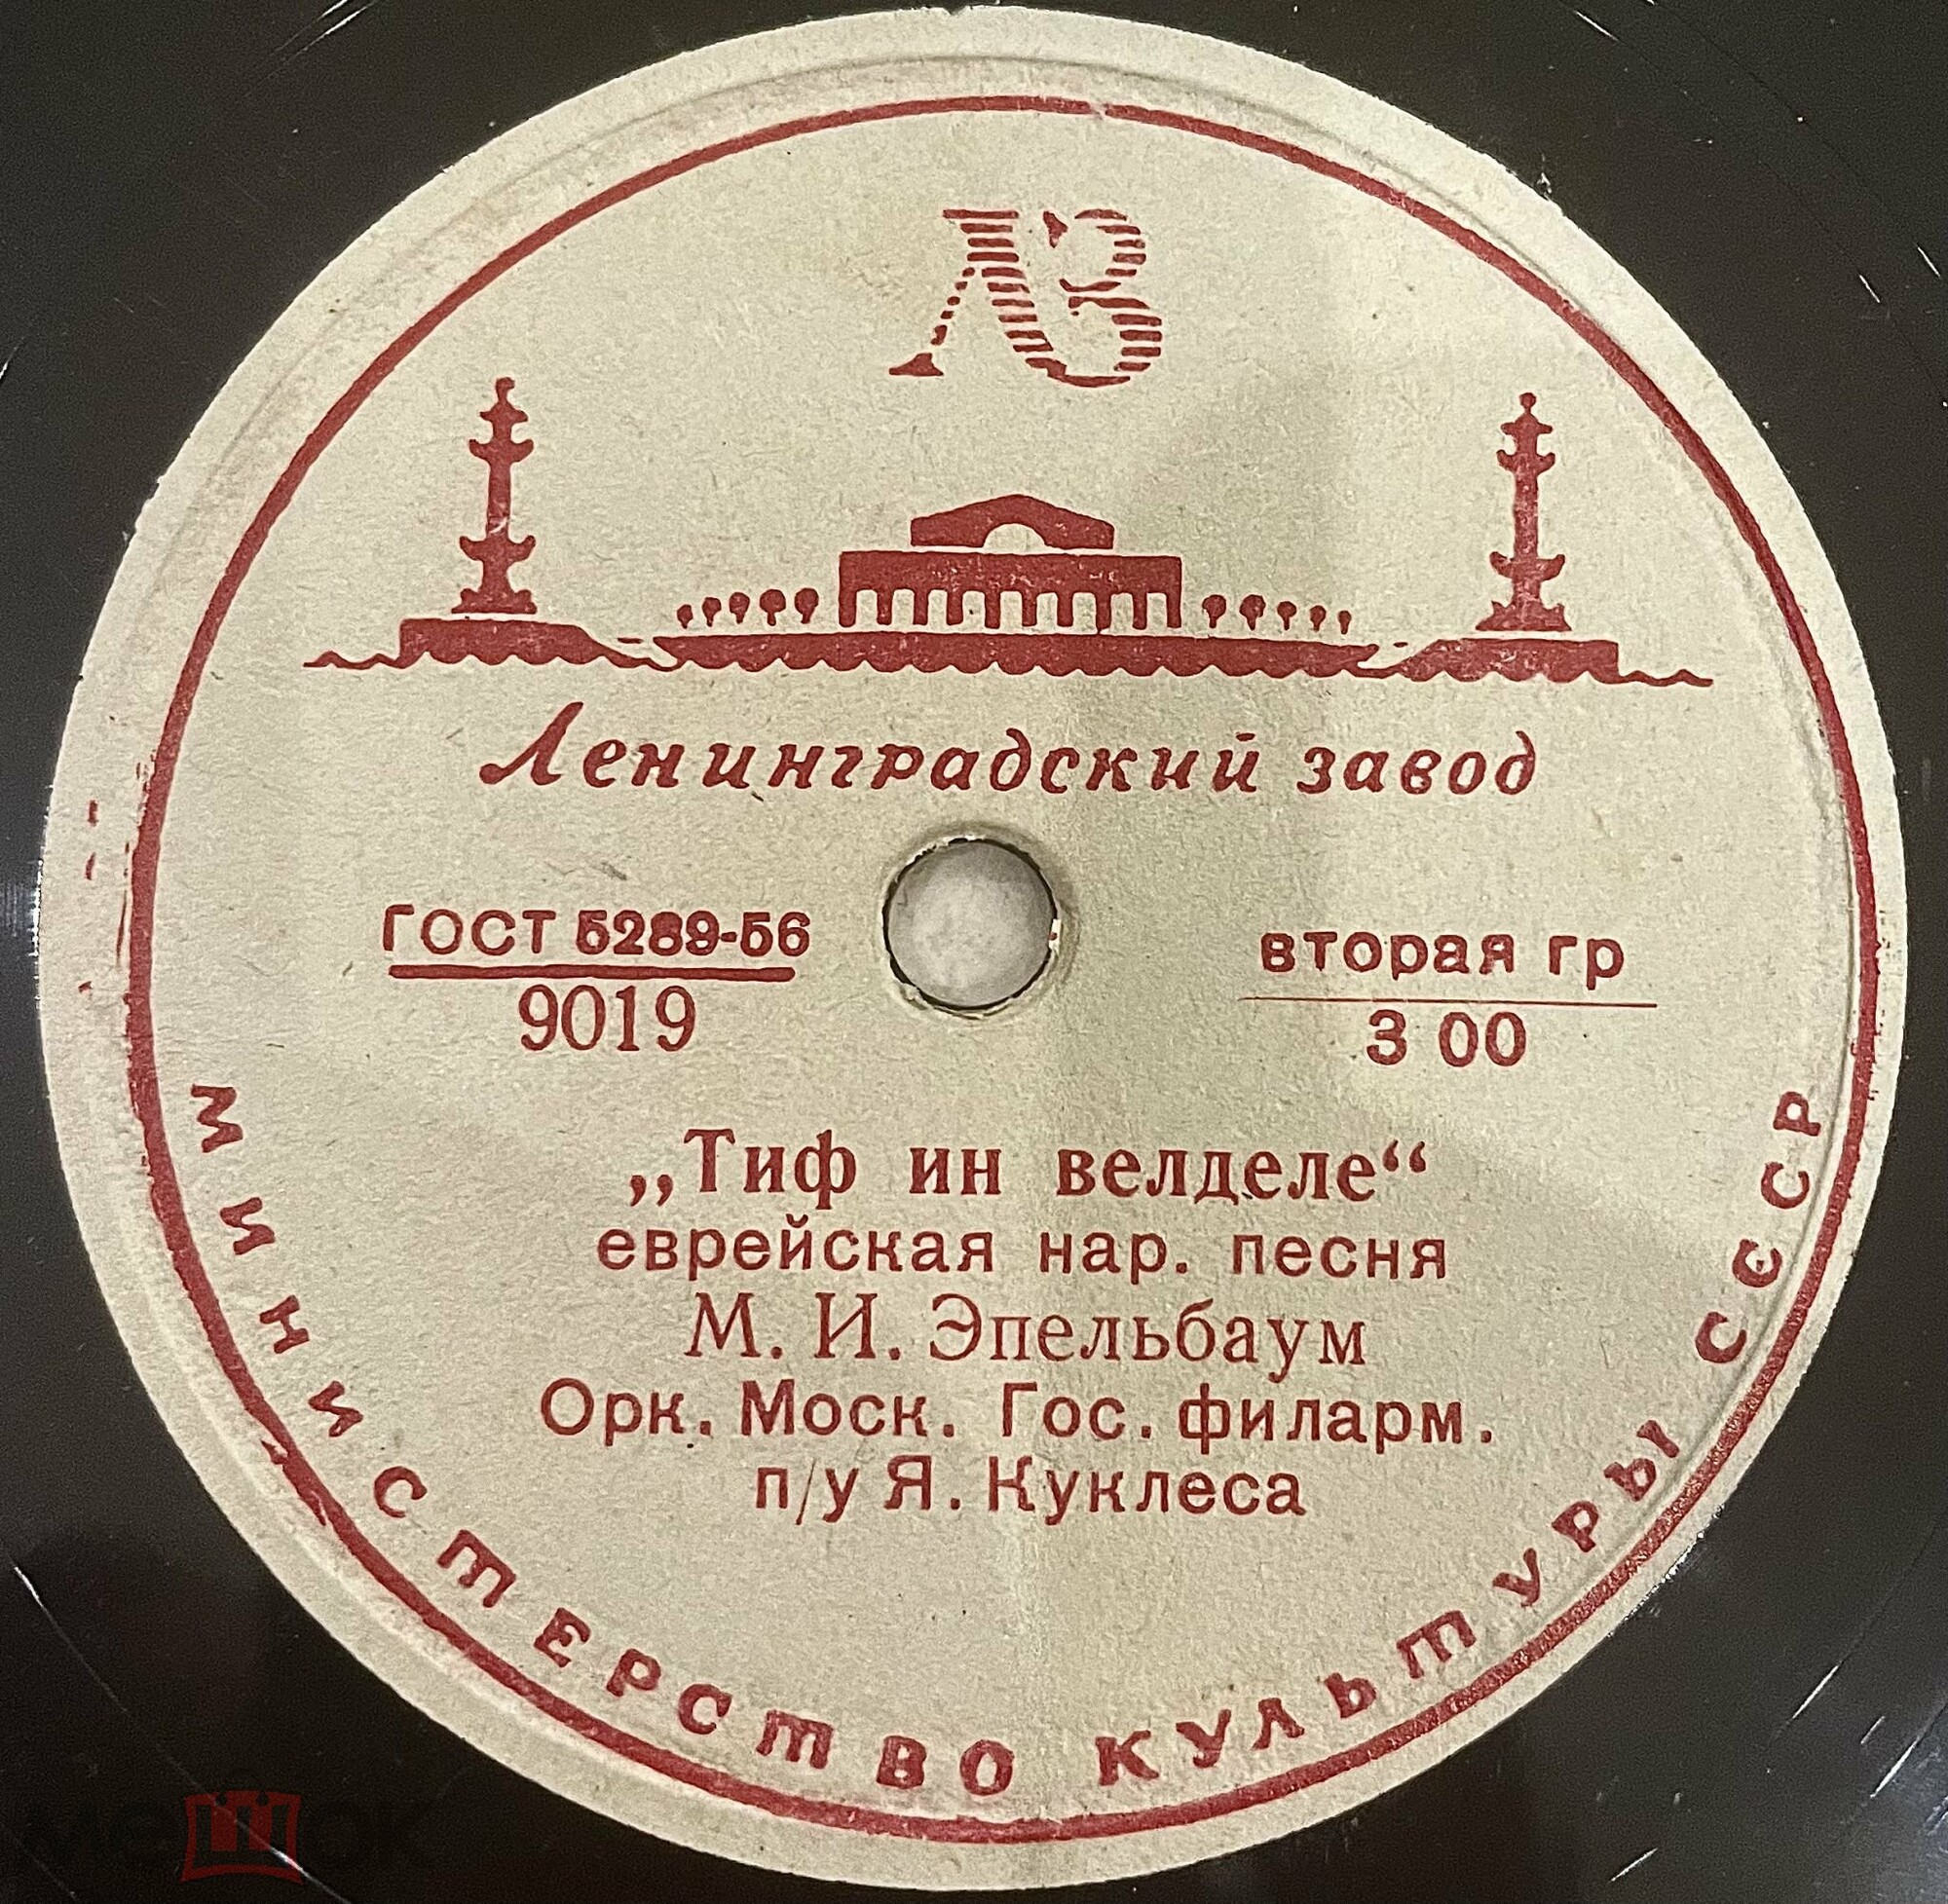 ЛЗ
Ленинградский завод
ГОСТ 5289-56
9019
вторая гр
3 00
„Тиф ин велделе“
еврейская нар. песня
М. И. Эпельбаум
Орк. Моск. Гос. филарм.
п/у Я. Куклеса
МИНИСТЕРСТВО КУЛЬТУРЫ СССР
мешок